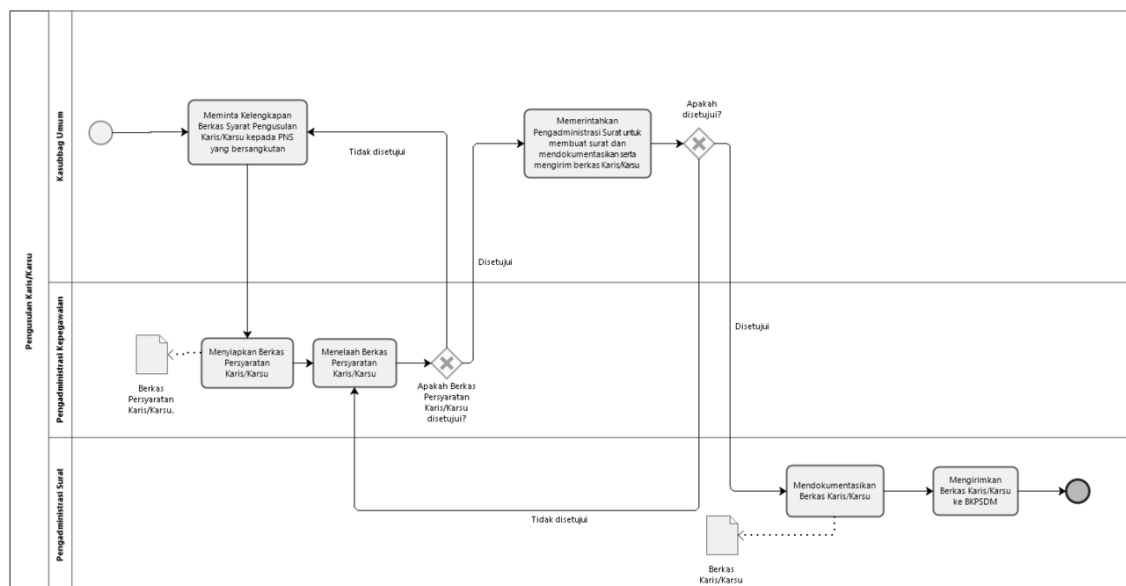 Pengusulan Karis/Karsu
Kasubbag Umum
Meminta Kelengkapan
Berkas Syarat Pengusulan
Karis/Karsu kepada PNS
yang bersangkutan
Tidak disetujui
Disetujui
Memerintahkan
Pengadministrasi Surat untuk
membuat surat dan
mendokumentasikan serta
mengirim berkas Karis/Karsu
Apakah
disetujui?
Pengadministrasi Kepegawaian
Berkas
Persyaratan
Karis/Karsu.
Menyiapkan Berkas
Persyaratan
Karis/Karsu
Menelaah Berkas
Persyaratan
Karis/Karsu
Apakah Berkas
Persyaratan
Karis/Karsu
disetujui?
Disetujui
Pengadministrasi Surat
Tidak disetujui
Mendokumentasikan
Berkas Karis/Karsu
Berkas
Karis/Karsu
Mengirimkan
Berkas Karis/Karsu
ke BKPSDM